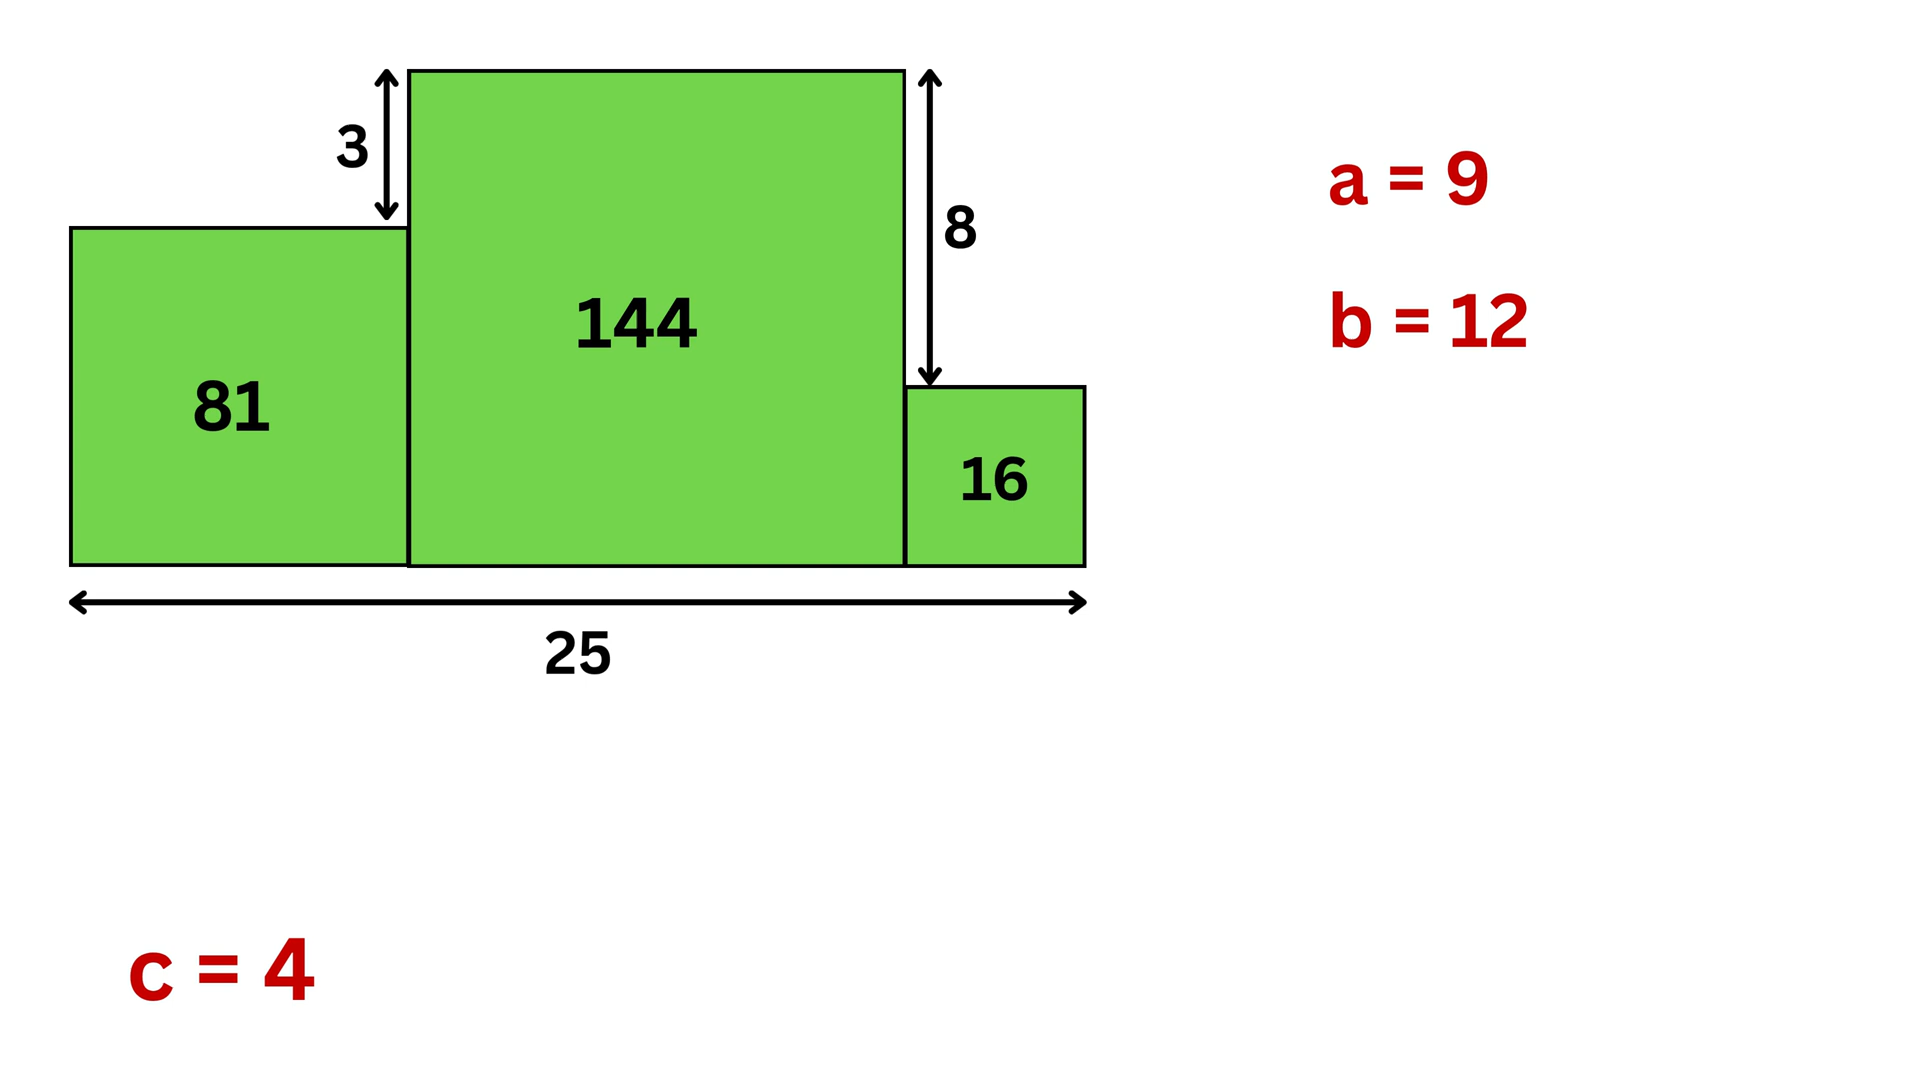 3
8
144
81
16
25
a = 9
b = 12
c = 4